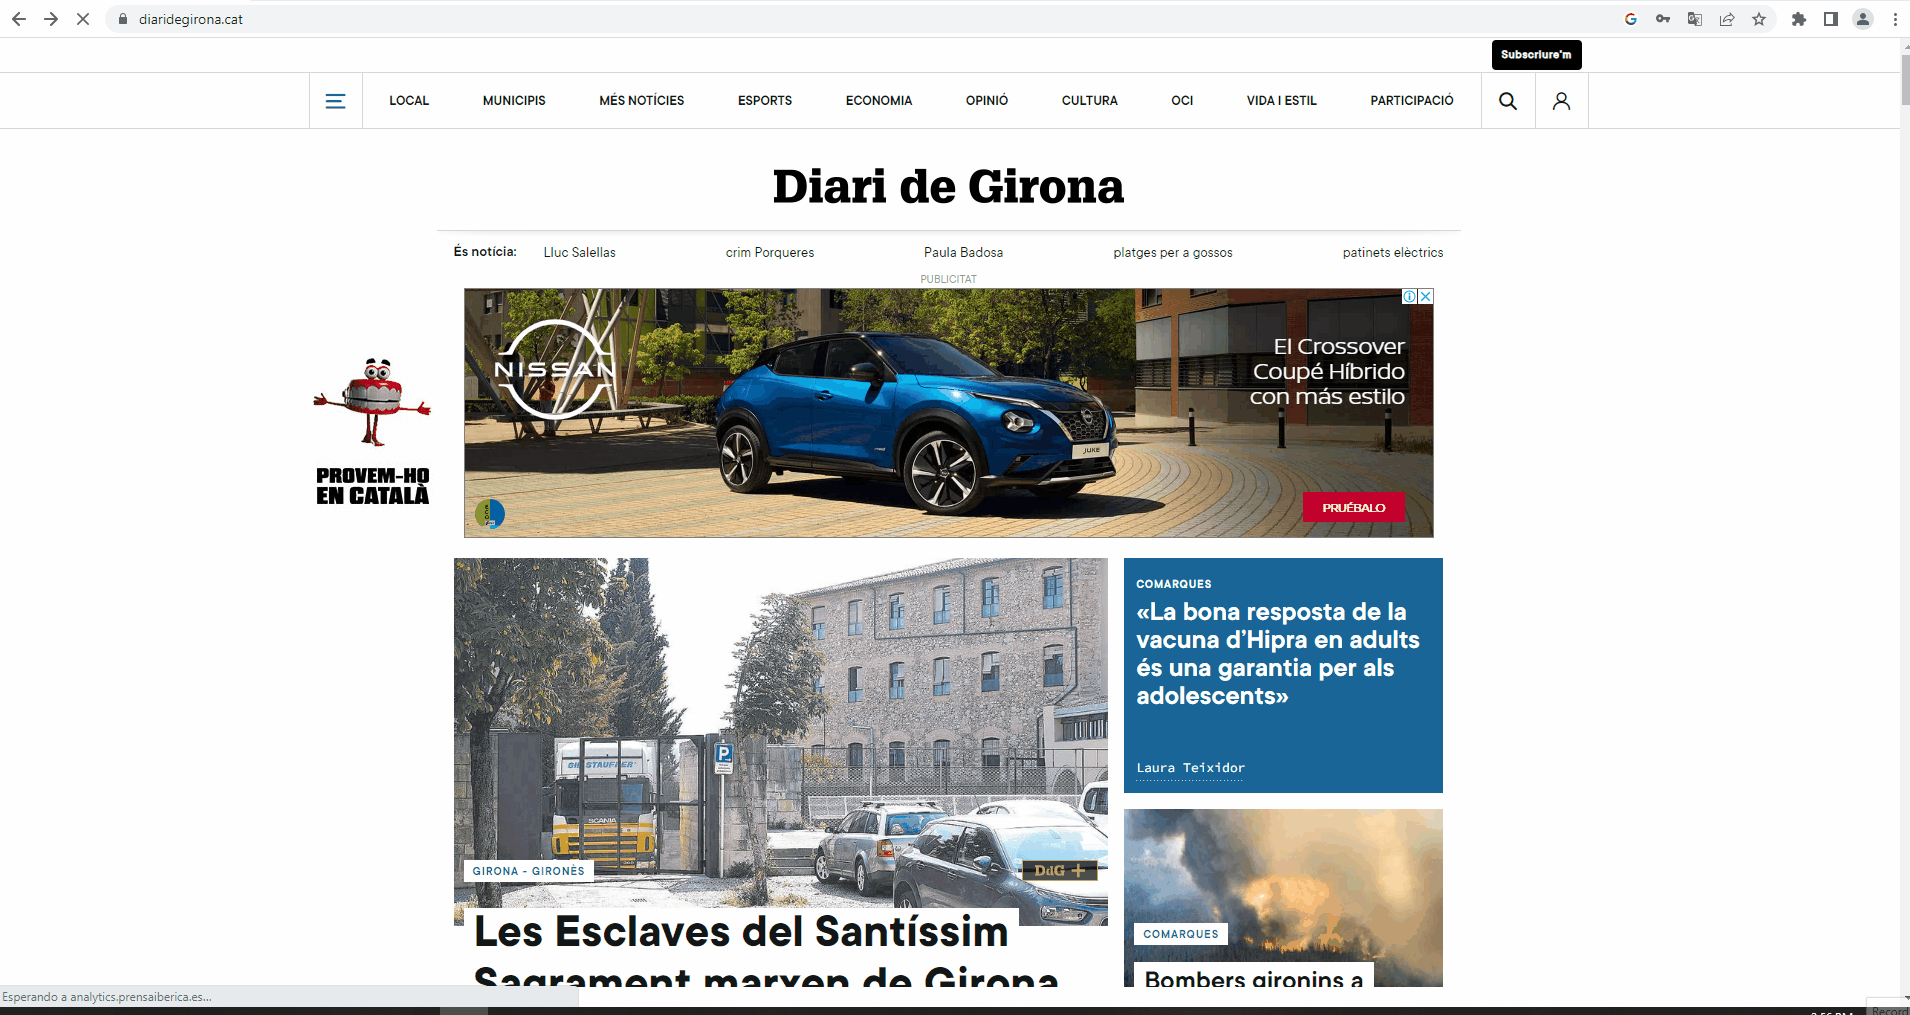 diaridegirona.cat
Subscriure'm
LOCAL
MUNICIPIS
MÉS NOTÍCIES
ESPORTS
ECONOMIA
OPINIÓ
CULTURA
OCI
VIDA I ESTIL
PARTICIPACIÓ
Diari de Girona
És notícia:
Lluc Salellas
crim Porqueres
Paula Badosa
platges per a gossos
patinets elèctrics
PUBLICITAT
NISSAN
El Crossover
Coupé Híbrido
con más estilo
JUKE
PRUÉBALO
PROVEM-HO
EN CATALÀ
P
SCANIA
DdG +
GIRONA - GIRONÈS
Les Esclaves del Santíssim
Sagrament marxen de Girona
COMARQUES
«La bona resposta de la
vacuna d'Hipra en adults
és una garantia per als
adolescents»
Laura Teixidor
COMARQUES
Bombers gironins a
Esperando a analytics.prensaiberica.es...
Record